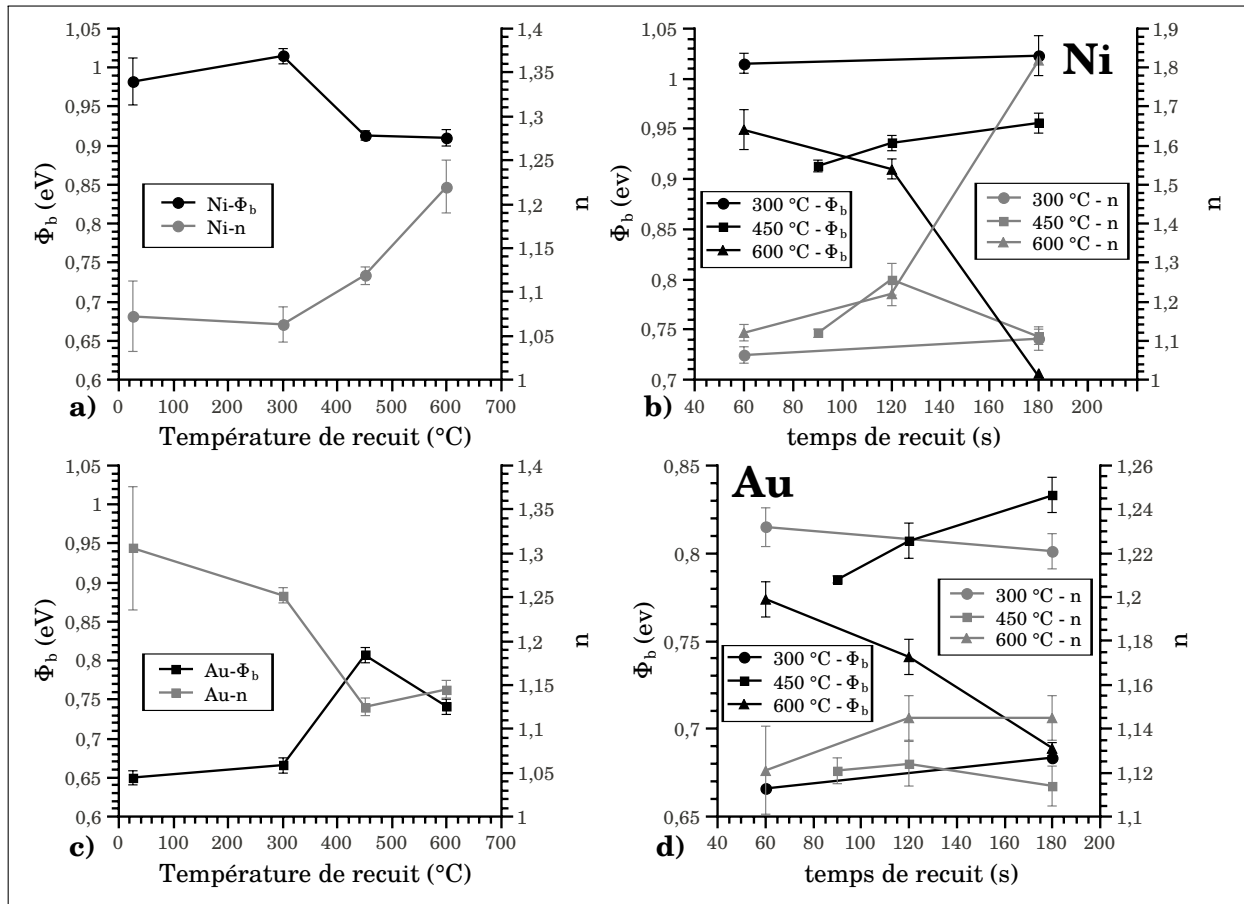 1,05
1
0,95
0,9
0,85
0,8
0,75
0,7
0,65
0,6
Φb (eV)
Ni-Φb
Ni-n
1,4
1,35
1,3
1,25
1,2
1,15
1,1
1,05
1
n
0 100 200 300 400 500 600 700
a)
Température de recuit (°C)
1,05
1
0,95
0,9
0,85
0,8
0,75
0,7
Φb (ev)
Ni
300 °C - Φb
450 °C - Φb
600 °C - Φb
300 °C - n
450 °C - n
600 °C - n
1,9
1,8
1,7
1,6
1,5
1,4
1,3
1,2
1,1
1
n
40 60 80 100 120 140 160 180 200
b)
temps de recuit (s)
1,05
1
0,95
0,9
0,85
0,8
0,75
0,7
0,65
0,6
Φb (eV)
Au-Φb
Au-n
1,4
1,35
1,3
1,25
1,2
1,15
1,1
1,05
1
n
0 100 200 300 400 500 600 700
c)
Température de recuit (°C)
0,85
0,8
0,75
0,7
0,65
Φb (ev)
Au
300 °C - n
450 °C - n
600 °C - n
300 °C - Φb
450 °C - Φb
600 °C - Φb
1,26
1,24
1,22
1,2
1,18
1,16
1,14
1,12
1,1
n
40 60 80 100 120 140 160 180 200
d)
temps de recuit (s)